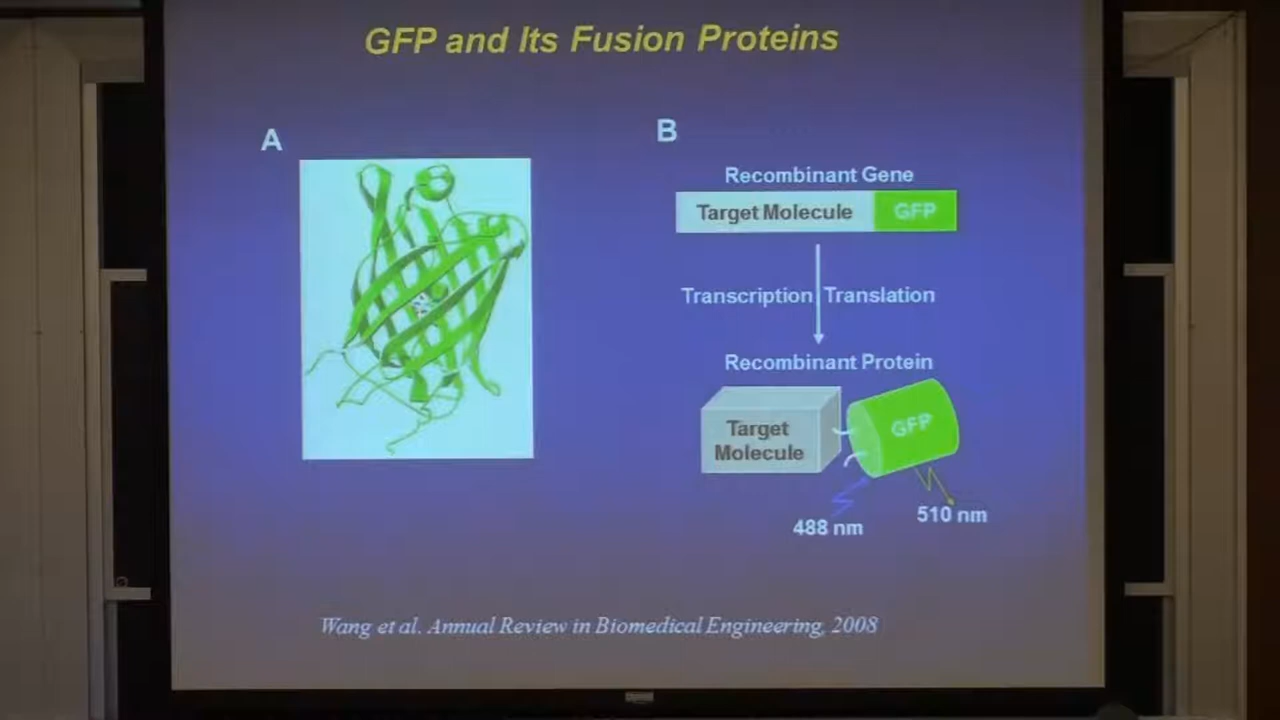 GFP and Its Fusion Proteins
A
B
Recombinant Gene
Target Molecule
GFP
Transcription
Translation
Recombinant Protein
Target
Molecule
GFP
488 nm
510 nm
Wang et al. Annual Review in Biomedical Engineering, 2008